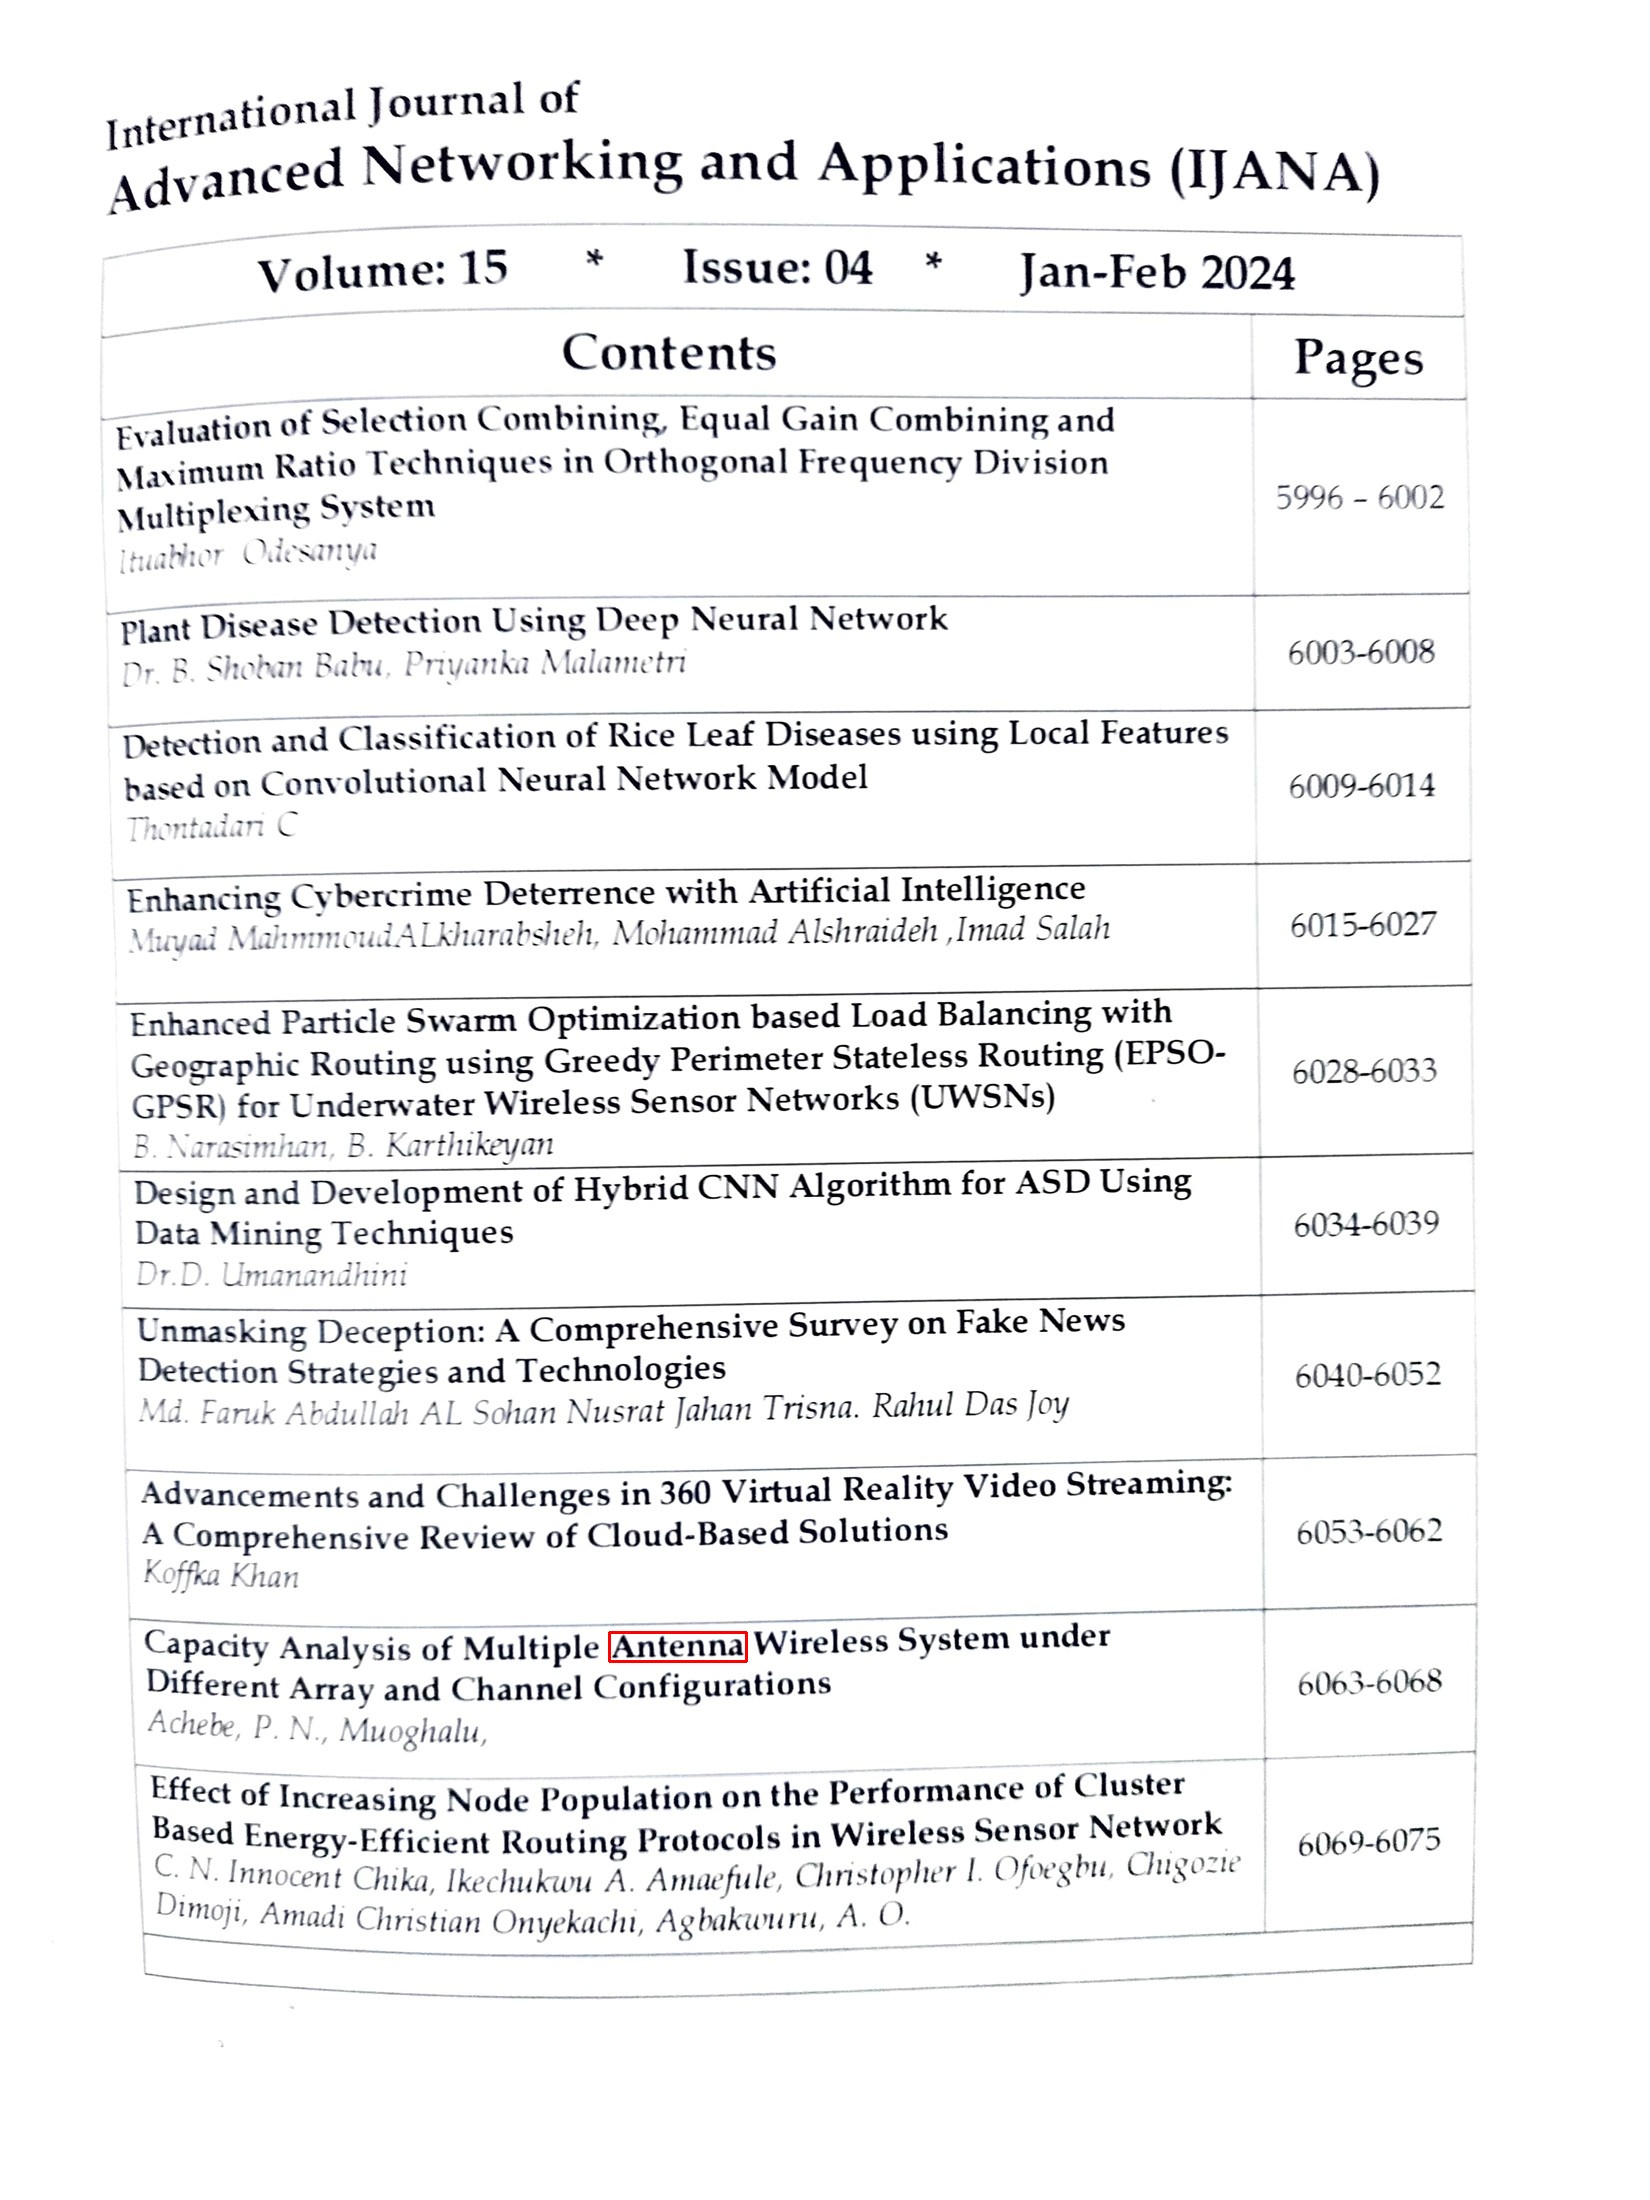 International Journal of
Advanced Networking and Applications (IJANA)
Volume: 15 * Issue: 04 * Jan-Feb 2024
Contents Pages
Evaluation of Selection Combining, Equal Gain Combining and
Maximum Ratio Techniques in Orthogonal Frequency Division
Multiplexing System
Ituabhor Odesanya
5996 – 6002
Plant Disease Detection Using Deep Neural Network
Dr. B. Shoban Babu, Priyanka Malametri
6003-6008
Detection and Classification of Rice Leaf Diseases using Local Features
based on Convolutional Neural Network Model
Thontadari C
6009-6014
Enhancing Cybercrime Deterrence with Artificial Intelligence
Muyad MahmmoudALkharabsheh, Mohammad Alshraideh ,Imad Salah
6015-6027
Enhanced Particle Swarm Optimization based Load Balancing with
Geographic Routing using Greedy Perimeter Stateless Routing (EPSO-
GPSR) for Underwater Wireless Sensor Networks (UWSNs)
B. Narasimhan, B. Karthikeyan
6028-6033
Design and Development of Hybrid CNN Algorithm for ASD Using
Data Mining Techniques
Dr.D. Umanandhini
6034-6039
Unmasking Deception: A Comprehensive Survey on Fake News
Detection Strategies and Technologies
Md. Faruk Abdullah AL Sohan Nusrat Jahan Trisna. Rahul Das Joy
6040-6052
Advancements and Challenges in 360 Virtual Reality Video Streaming:
A Comprehensive Review of Cloud-Based Solutions
Koffka Khan
6053-6062
Capacity Analysis of Multiple Antenna Wireless System under
Different Array and Channel Configurations
Achebe, P. N., Muoghalu,
6063-6068
Effect of Increasing Node Population on the Performance of Cluster
Based Energy-Efficient Routing Protocols in Wireless Sensor Network
C. N. Innocent Chika, Ikechukwu A. Amaefule, Christopher I. Ofoegbu, Chigozie
Dimoji, Amadi Christian Onyekachi, Agbakwuru, A. O.
6069-6075